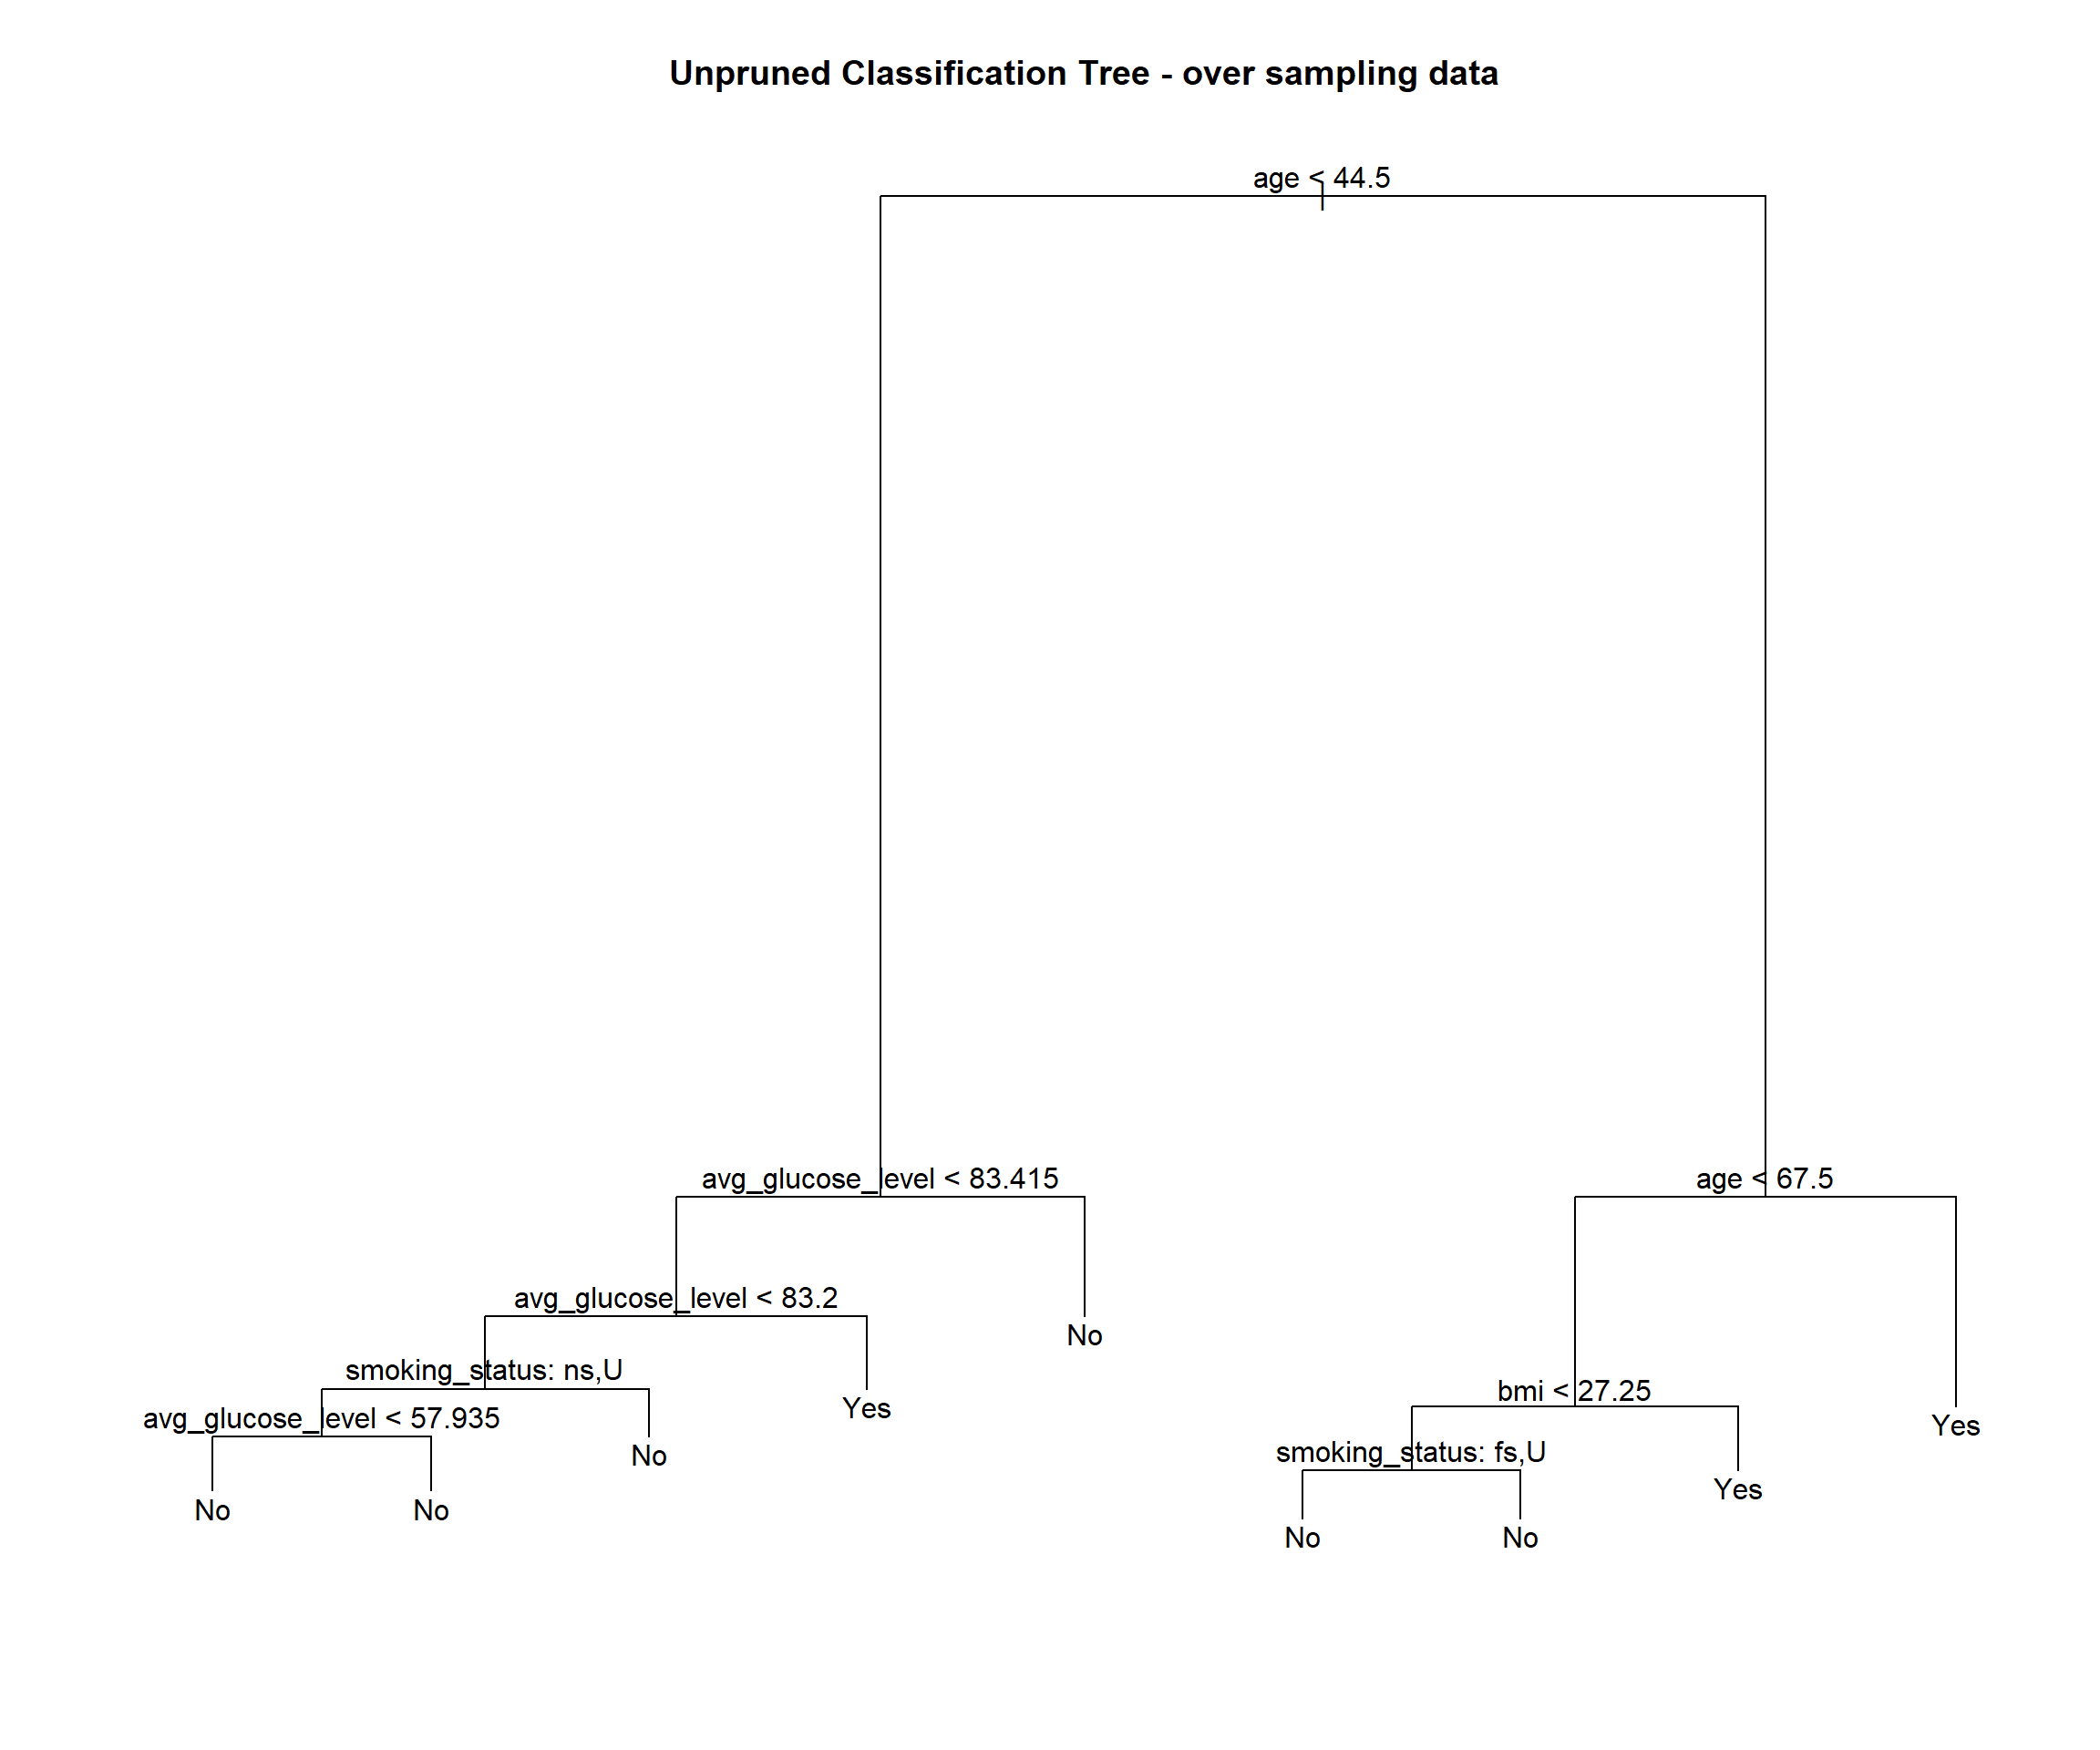 Unpruned Classification Tree - over sampling data
age < 44.5
avg_glucose_level < 83.415
age < 67.5
avg_glucose_level < 83.2
No
smoking_status: ns,U
Yes
bmi < 27.25
Yes
avg_glucose_level < 57.935
No
smoking_status: fs,U
Yes
No
No
No
No